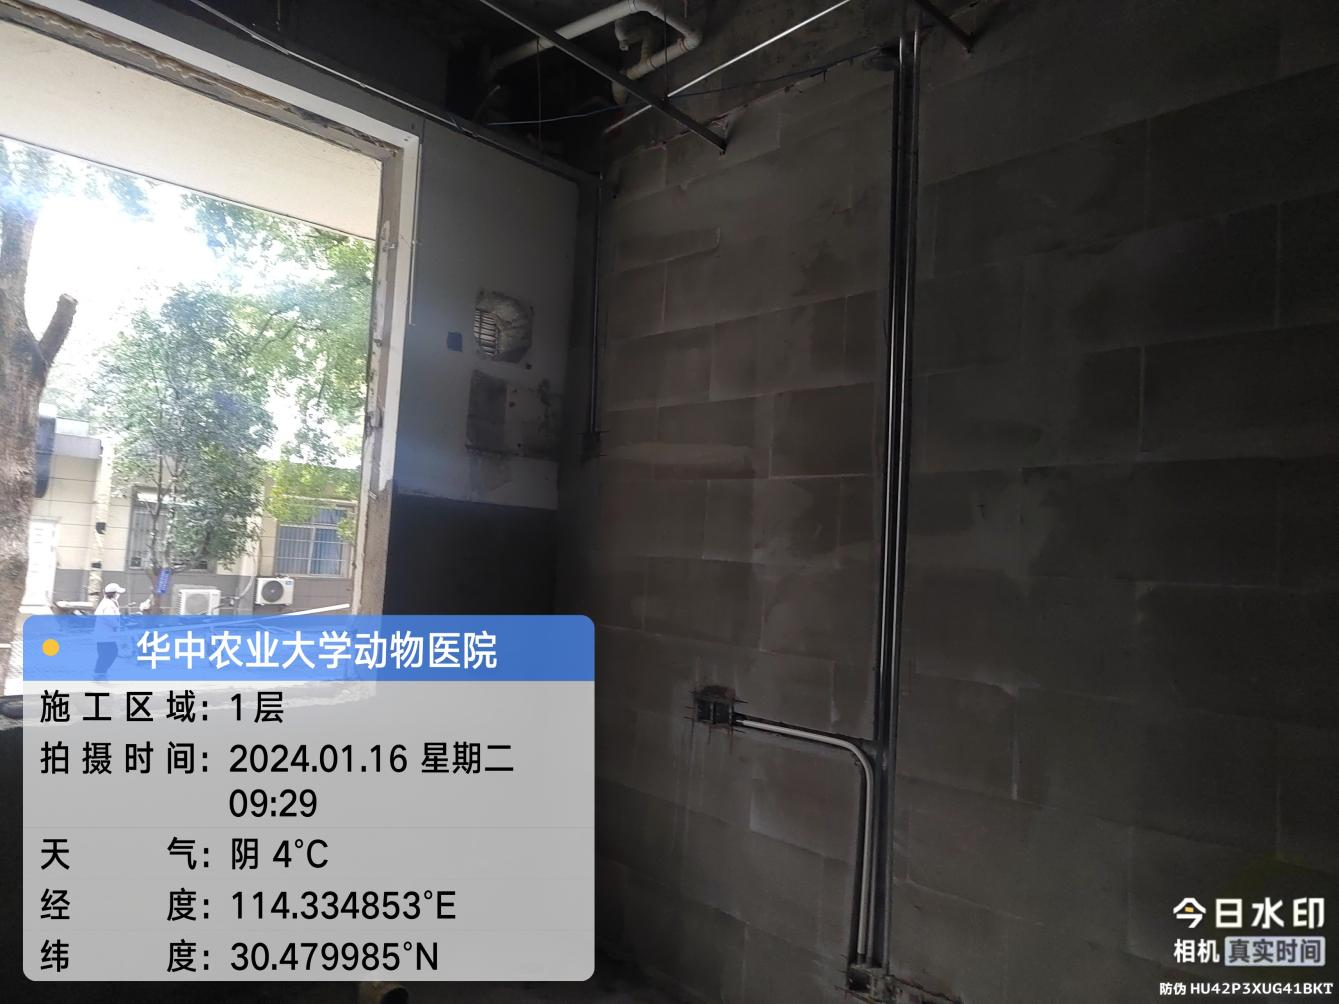 华中农业大学动物医院
施工区域：1层
拍摄时间：2024.01.16 星期二
09:29
天气：阴 4°C
经度：114.334853°E
纬度：30.479985°N
今日水印
相机 真实时间
防伪 HU42P3XUG41BKT